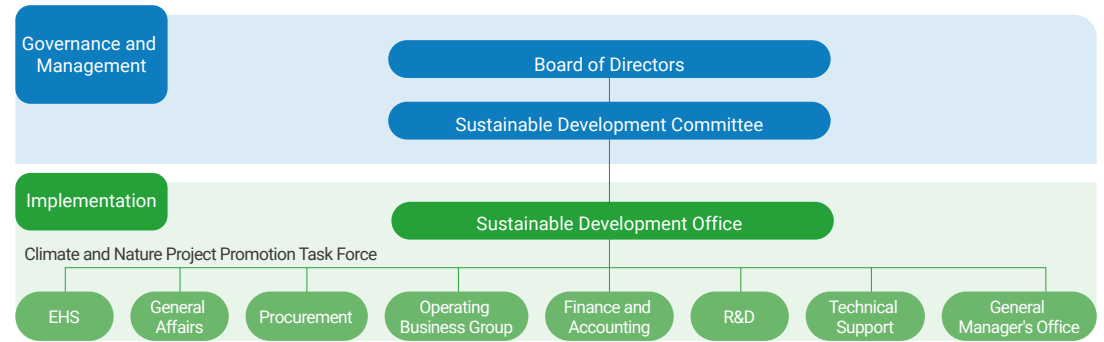 Governance and
Management
Board of Directors
Sustainable Development Committee
Implementation
Sustainable Development Office
Climate and Nature Project Promotion Task Force
EHS
General
Affairs
Procurement
Operating
Business Group
Finance and
Accounting
R&D
Technical
Support
General
Manager's Office